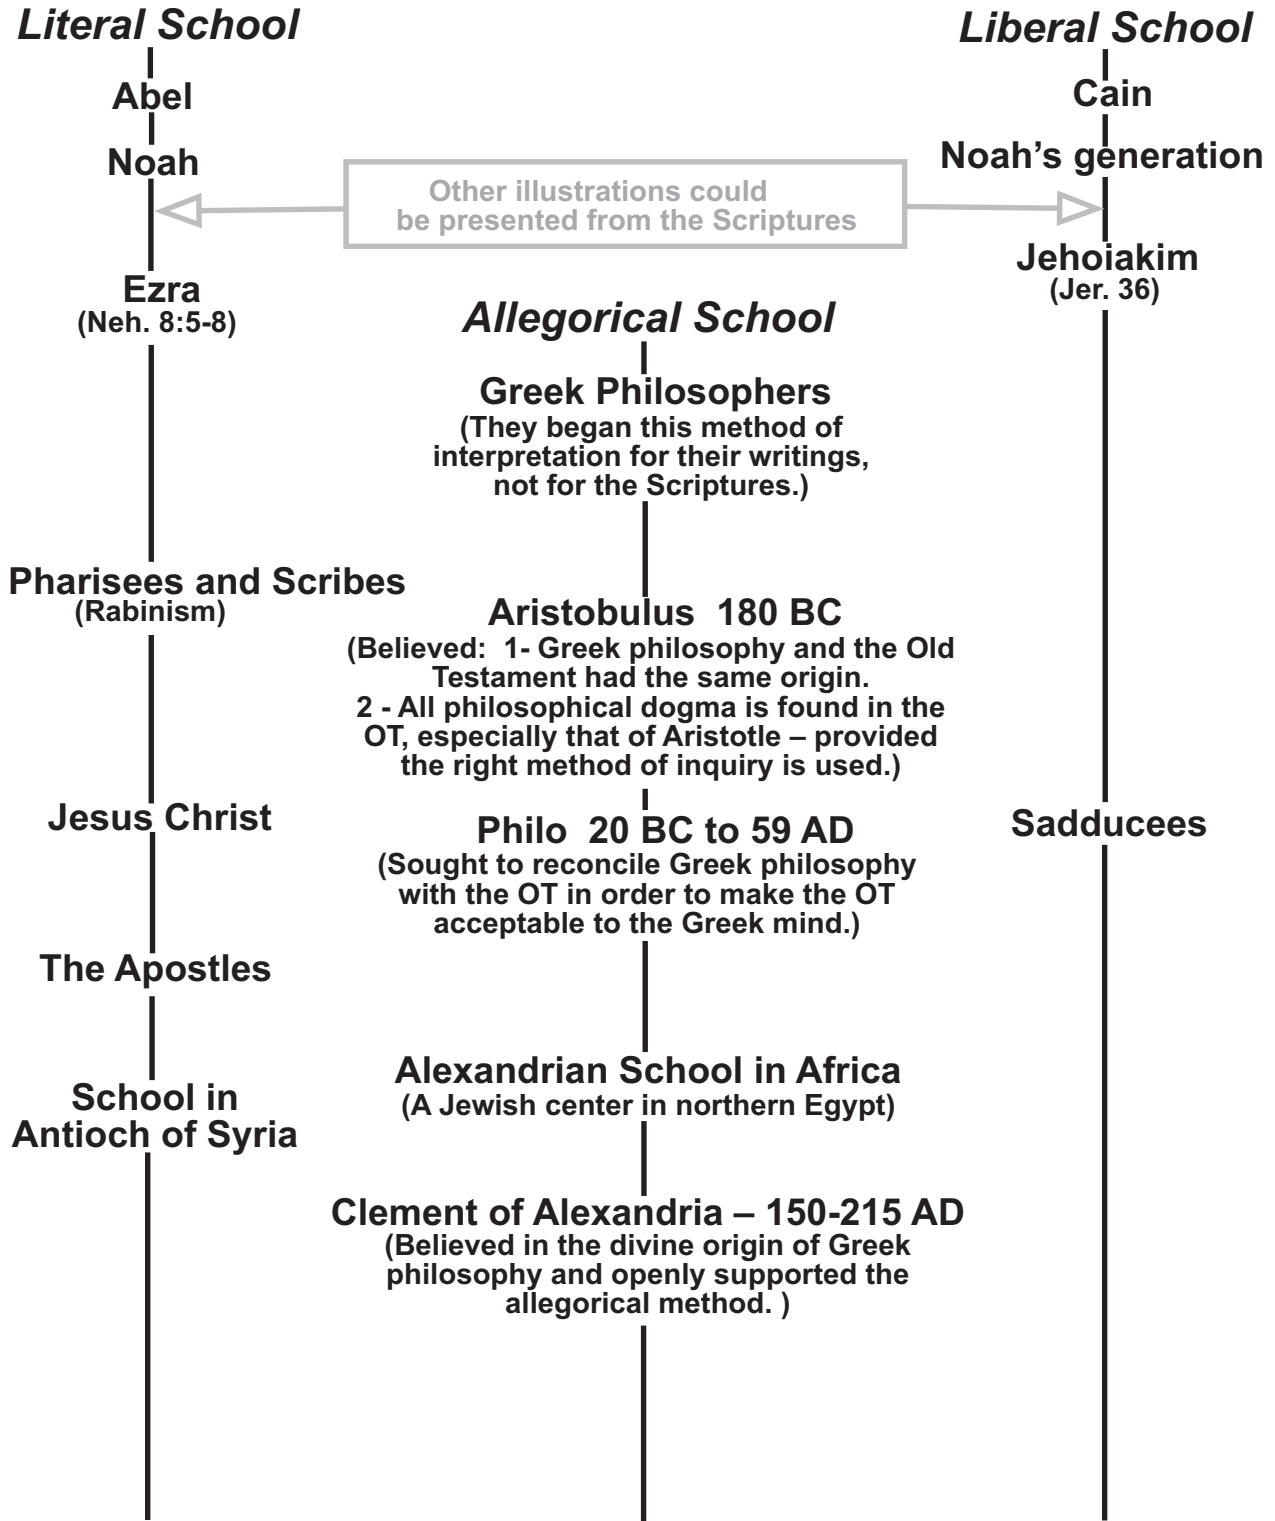 Literal School
Abel
Noah
Ezra
(Neh. 8:5-8)
Pharisees and Scribes
(Rabinism)
Jesus Christ
The Apostles
School in
Antioch of Syria
Other illustrations could
be presented from the Scriptures
Allegorical School
Greek Philosophers
(They began this method of
interpretation for their writings,
not for the Scriptures.)
Aristobulus 180 BC
(Believed: 1- Greek philosophy and the Old
Testament had the same origin.
2 - All philosophical dogma is found in the
OT, especially that of Aristotle – provided
the right method of inquiry is used.)
Philo 20 BC to 59 AD
(Sought to reconcile Greek philosophy
with the OT in order to make the OT
acceptable to the Greek mind.)
Alexandrian School in Africa
(A Jewish center in northern Egypt)
Clement of Alexandria – 150-215 AD
(Believed in the divine origin of Greek
philosophy and openly supported the
allegorical method. )
Liberal School
Cain
Noah's generation
Jehoiakim
(Jer. 36)
Sadducees